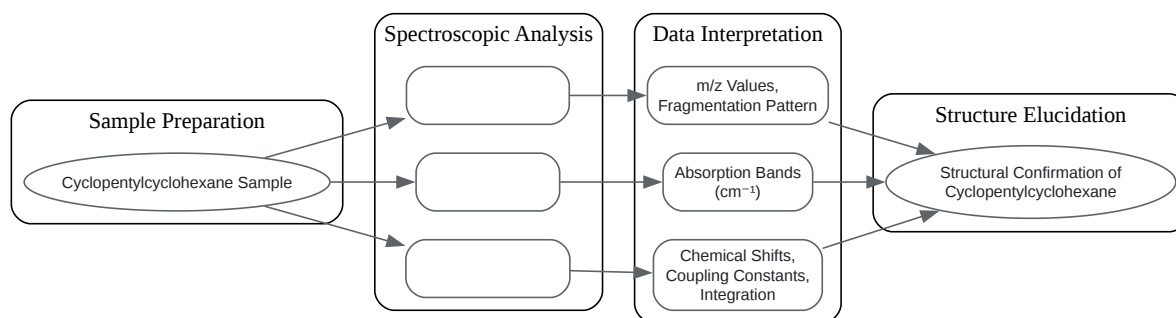 Sample Preparation
Cyclopentylcyclohexane Sample
Spectroscopic Analysis
Data Interpretation
m/z Values,
Fragmentation Pattern
Absorption Bands
(cm⁻¹)
Chemical Shifts,
Coupling Constants,
Integration
Structure Elucidation
Structural Confirmation of
Cyclopentylcyclohexane